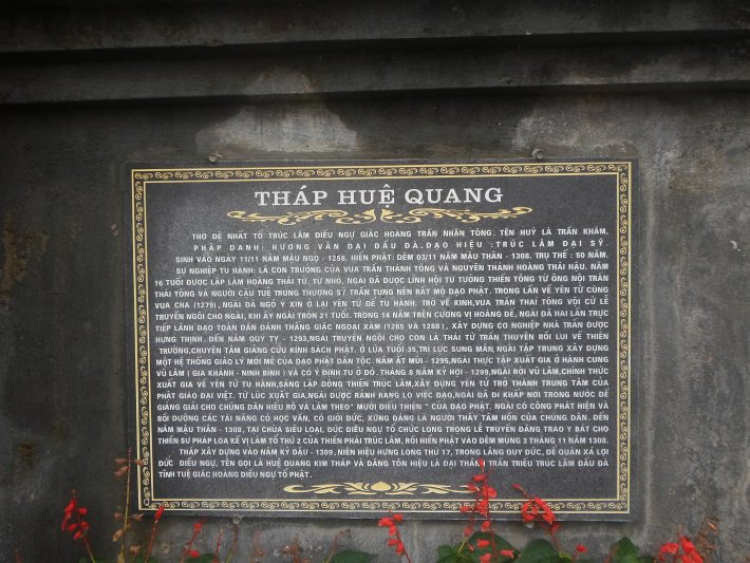 THÁP HUỆ QUANG
THỜ ĐỆ NHẤT TỔ TRÚC LÂM ĐIỀU NGỰ GIÁC HOÀNG TRẦN NHÂN TÔNG. TÊN HUÝ LÀ TRẦN KHÂM.
PHÁP DANH: HƯƠNG VÂN ĐẠI ĐẦU ĐÀ.ĐẠO HIỆU :TRÚC LÂM ĐẠI SỸ.
SINH VÀO NGÀY 11/11 NĂM MẬU NGỌ - 1258. HIỂN PHẬT: ĐÊM 03/11 NĂM MẬU THÂN - 1308. TRỤ THẾ : 50 NĂM.
SỰ NGHIỆP TU HÀNH: LÀ CON TRƯỞNG CỦA VUA TRẦN THÁNH TÔNG VÀ NGUYÊN THÁNH HOÀNG THÁI HẬU. NĂM
16 TUỔI ĐƯỢC LẬP LÀM HOÀNG THÁI TỬ. TỪ NHỎ, NGÀI ĐÃ ĐƯỢC LĨNH HỘI TƯ TƯỞNG THIỀN TÔNG TỪ ÔNG NỘI TRẦN
THÁI TÔNG VÀ NGƯỜI CẬU TUỆ TRUNG THƯỢNG SỸ TRẦN TUNG NÊN RẤT MỘ ĐẠO PHẬT. TRONG LẦN VỀ YÊN TỬ CÙNG
VUA CHA (1279), NGÀI ĐÃ NGỎ Ý XIN Ở LẠI YÊN TỬ ĐỂ TU HÀNH. TRỞ VỀ KINH,VUA TRẦN THÁI TÔNG VỘI CỬ LỄ
TRUYỀN NGÔI CHO NGÀI, KHI ẤY NGÀI TRÒN 21 TUỔI. TRONG 14 NĂM TRÊN CƯƠNG VỊ HOÀNG ĐẾ, NGÀI ĐÃ HAI LẦN TRỰC
TIẾP LÃNH ĐẠO TOÀN DÂN ĐÁNH THẮNG GIẶC NGOẠI XÂM (1285 VÀ 1288), XÂY DỰNG CƠ NGHIỆP NHÀ TRẦN ĐƯỢC
HƯNG THỊNH. ĐẾN NĂM QUÝ TỴ - 1293,NGÀI TRUYỀN NGÔI CHO CON LÀ THÁI TỬ TRẦN THUYÊN RỒI LUI VỀ THIÊN
TRƯỜNG,CHUYÊN TÂM GIẢNG CỨU KINH SÁCH PHẬT. Ở LỨA TUỔI 35,TRÍ LỰC SUNG MÃN, NGÀI TẬP TRUNG XÂY DỰNG
MỘT HỆ THỐNG GIÁO LÝ MỚI MẺ CỦA ĐẠO PHẬT DÂN TỘC. NĂM ẤT MÙI - 1295,NGÀI THỰC TẬP XUẤT GIA Ở HÀNH CUNG
VŨ LÂM ( GIA KHÁNH - NINH BÌNH ) VÀ CÓ Ý ĐỊNH TU Ở ĐÓ. THÁNG 8 NĂM KỶ HỢI - 1299,NGÀI RỜI VŨ LÂM,CHÍNH THỨC
XUẤT GIA VỀ YÊN TỬ TU HÀNH,SÁNG LẬP DÒNG THIỀN TRÚC LÂM,XÂY DỰNG YÊN TỬ TRỞ THÀNH TRUNG TÂM CỦA
PHẬT GIÁO ĐẠI VIỆT. TỪ LÚC XUẤT GIA,NGÀI ĐƯỢC RẢNH RANG LO VIỆC ĐẠO,NGÀI ĐÃ ĐI KHẮP NƠI TRONG NƯỚC ĐỂ
GIẢNG GIẢI CHO CHÚNG DÂN HIỂU RÕ VÀ LÀM THEO" MƯỜI ĐIỀU THIỆN " CỦA ĐẠO PHẬT. NGÀI CÓ CÔNG PHÁT HIỆN VÀ
BỒI DƯỠNG CÁC TÀI NĂNG CÓ HỌC VẤN, CÓ GIỚI ĐỨC, XỨNG ĐÁNG LÀ NGƯỜI THẦY TÂM HỒN CỦA CHÚNG DÂN. ĐẾN
NĂM MẬU THÂN - 1308, TẠI CHÙA SIÊU LOẠI, ĐỨC ĐIỀU NGỰ TỔ CHỨC LONG TRỌNG LỄ TRUYỀN ĐĂNG TRAO Y BÁT CHO
THIỀN SƯ PHÁP LOA KẾ VỊ LÀM TỔ THỨ 2 CỦA THIỀN PHÁI TRÚC LÂM, RỒI HIỂN PHẬT VÀO ĐÊM MÙNG 3 THÁNG 11 NĂM 1308.
THÁP XÂY DỰNG VÀO NĂM KỶ DẬU - 1309, NIÊN HIỆU HƯNG LONG THỨ 17, TRONG LĂNG QUY ĐỨC, ĐỂ QUÀN XÁ LỢI
ĐỨC ĐIỀU NGỰ, TÊN GỌI LÀ HUỆ QUANG KIM THÁP VÀ DÂNG TÔN HIỆU LÀ ĐẠI THÁNH TRẦN TRIỀU TRÚC LÂM ĐẦU ĐÀ
TĨNH TUỆ GIÁC HOÀNG ĐIỀU NGỰ TỔ PHẬT.